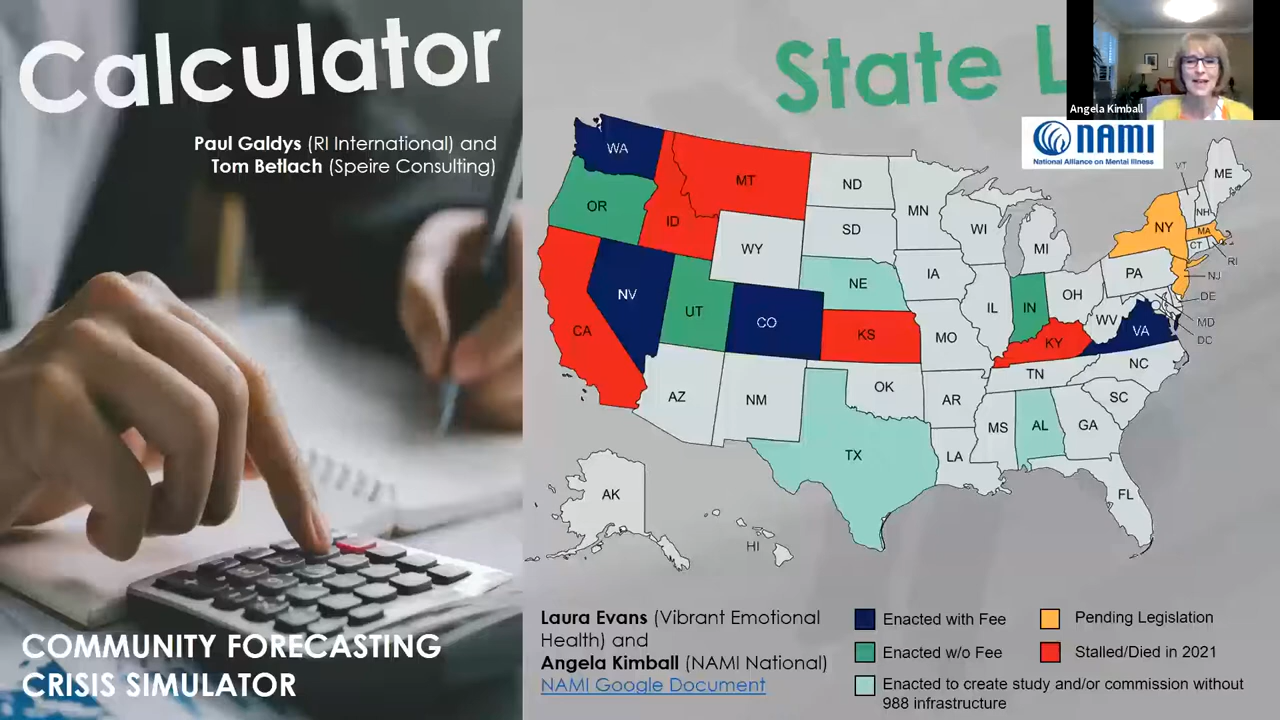 Calculator
Paul Galdys (RI International) and
Tom Betlach (Speire Consulting)
COMMUNITY FORECASTING
CRISIS SIMULATOR
State L
Angela Kimball
NAMI
National Alliance on Mental Illness
WA
OR
CA
ID
NV
MT
WY
UT
CO
AZ
NM
ND
SD
NE
KS
OK
TX
MN
IA
MO
AR
LA
WI
IL
MI
IN
OH
KY
TN
MS
AL
GA
FL
SC
NC
VA
WV
PA
NY
VT
NH
ME
MA
CT
RI
NJ
DE
MD
DC
AK
HI
Laura Evans (Vibrant Emotional
Health) and
Angela Kimball (NAMI National)
NAMI Google Document
Enacted with Fee
Enacted w/o Fee
Enacted to create study and/or commission without
988 infrastructure
Pending Legislation
Stalled/Died in 2021